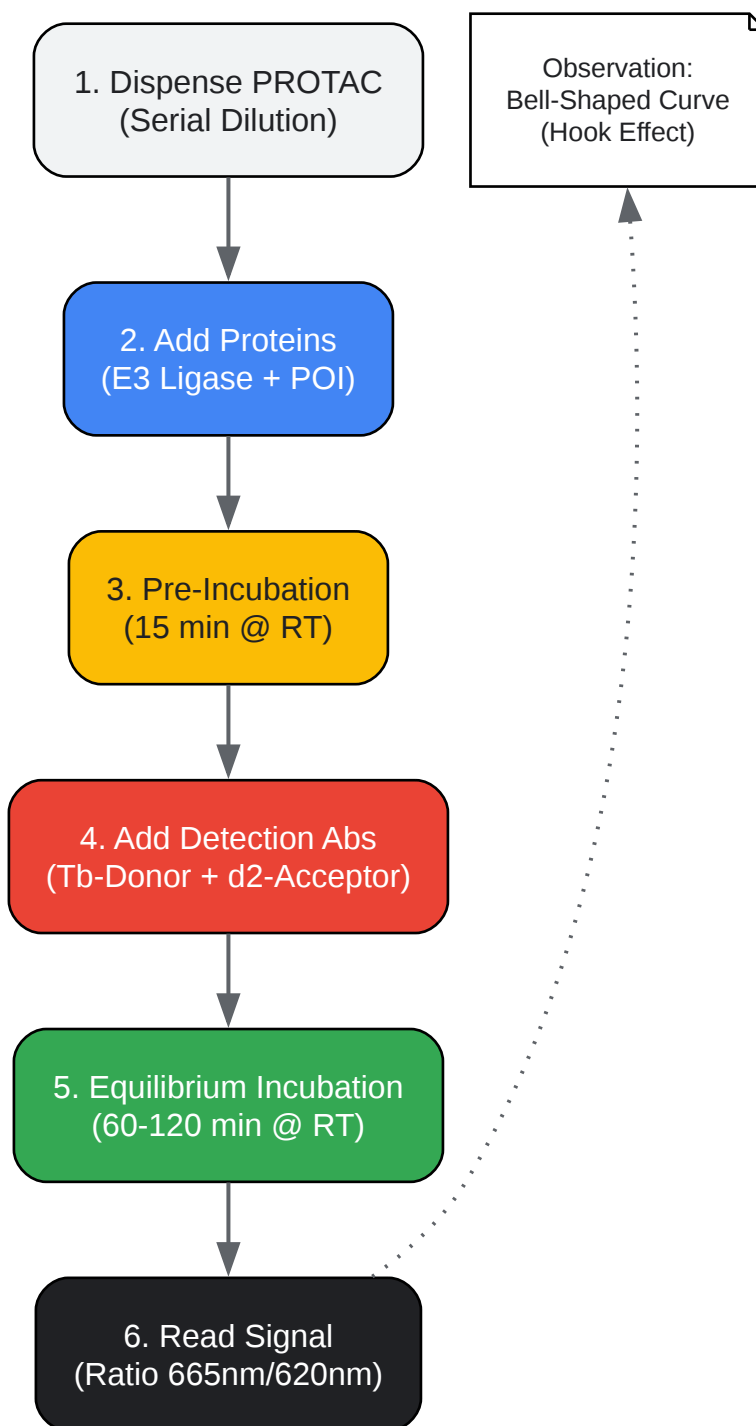 1. Dispense PROTAC
(Serial Dilution)
Observation:
Bell-Shaped Curve
(Hook Effect)
2. Add Proteins
(E3 Ligase + POI)
3. Pre-Incubation
(15 min @ RT)
4. Add Detection Abs
(Tb-Donor + d2-Acceptor)
5. Equilibrium Incubation
(60-120 min @ RT)
6. Read Signal
(Ratio 665nm/620nm)